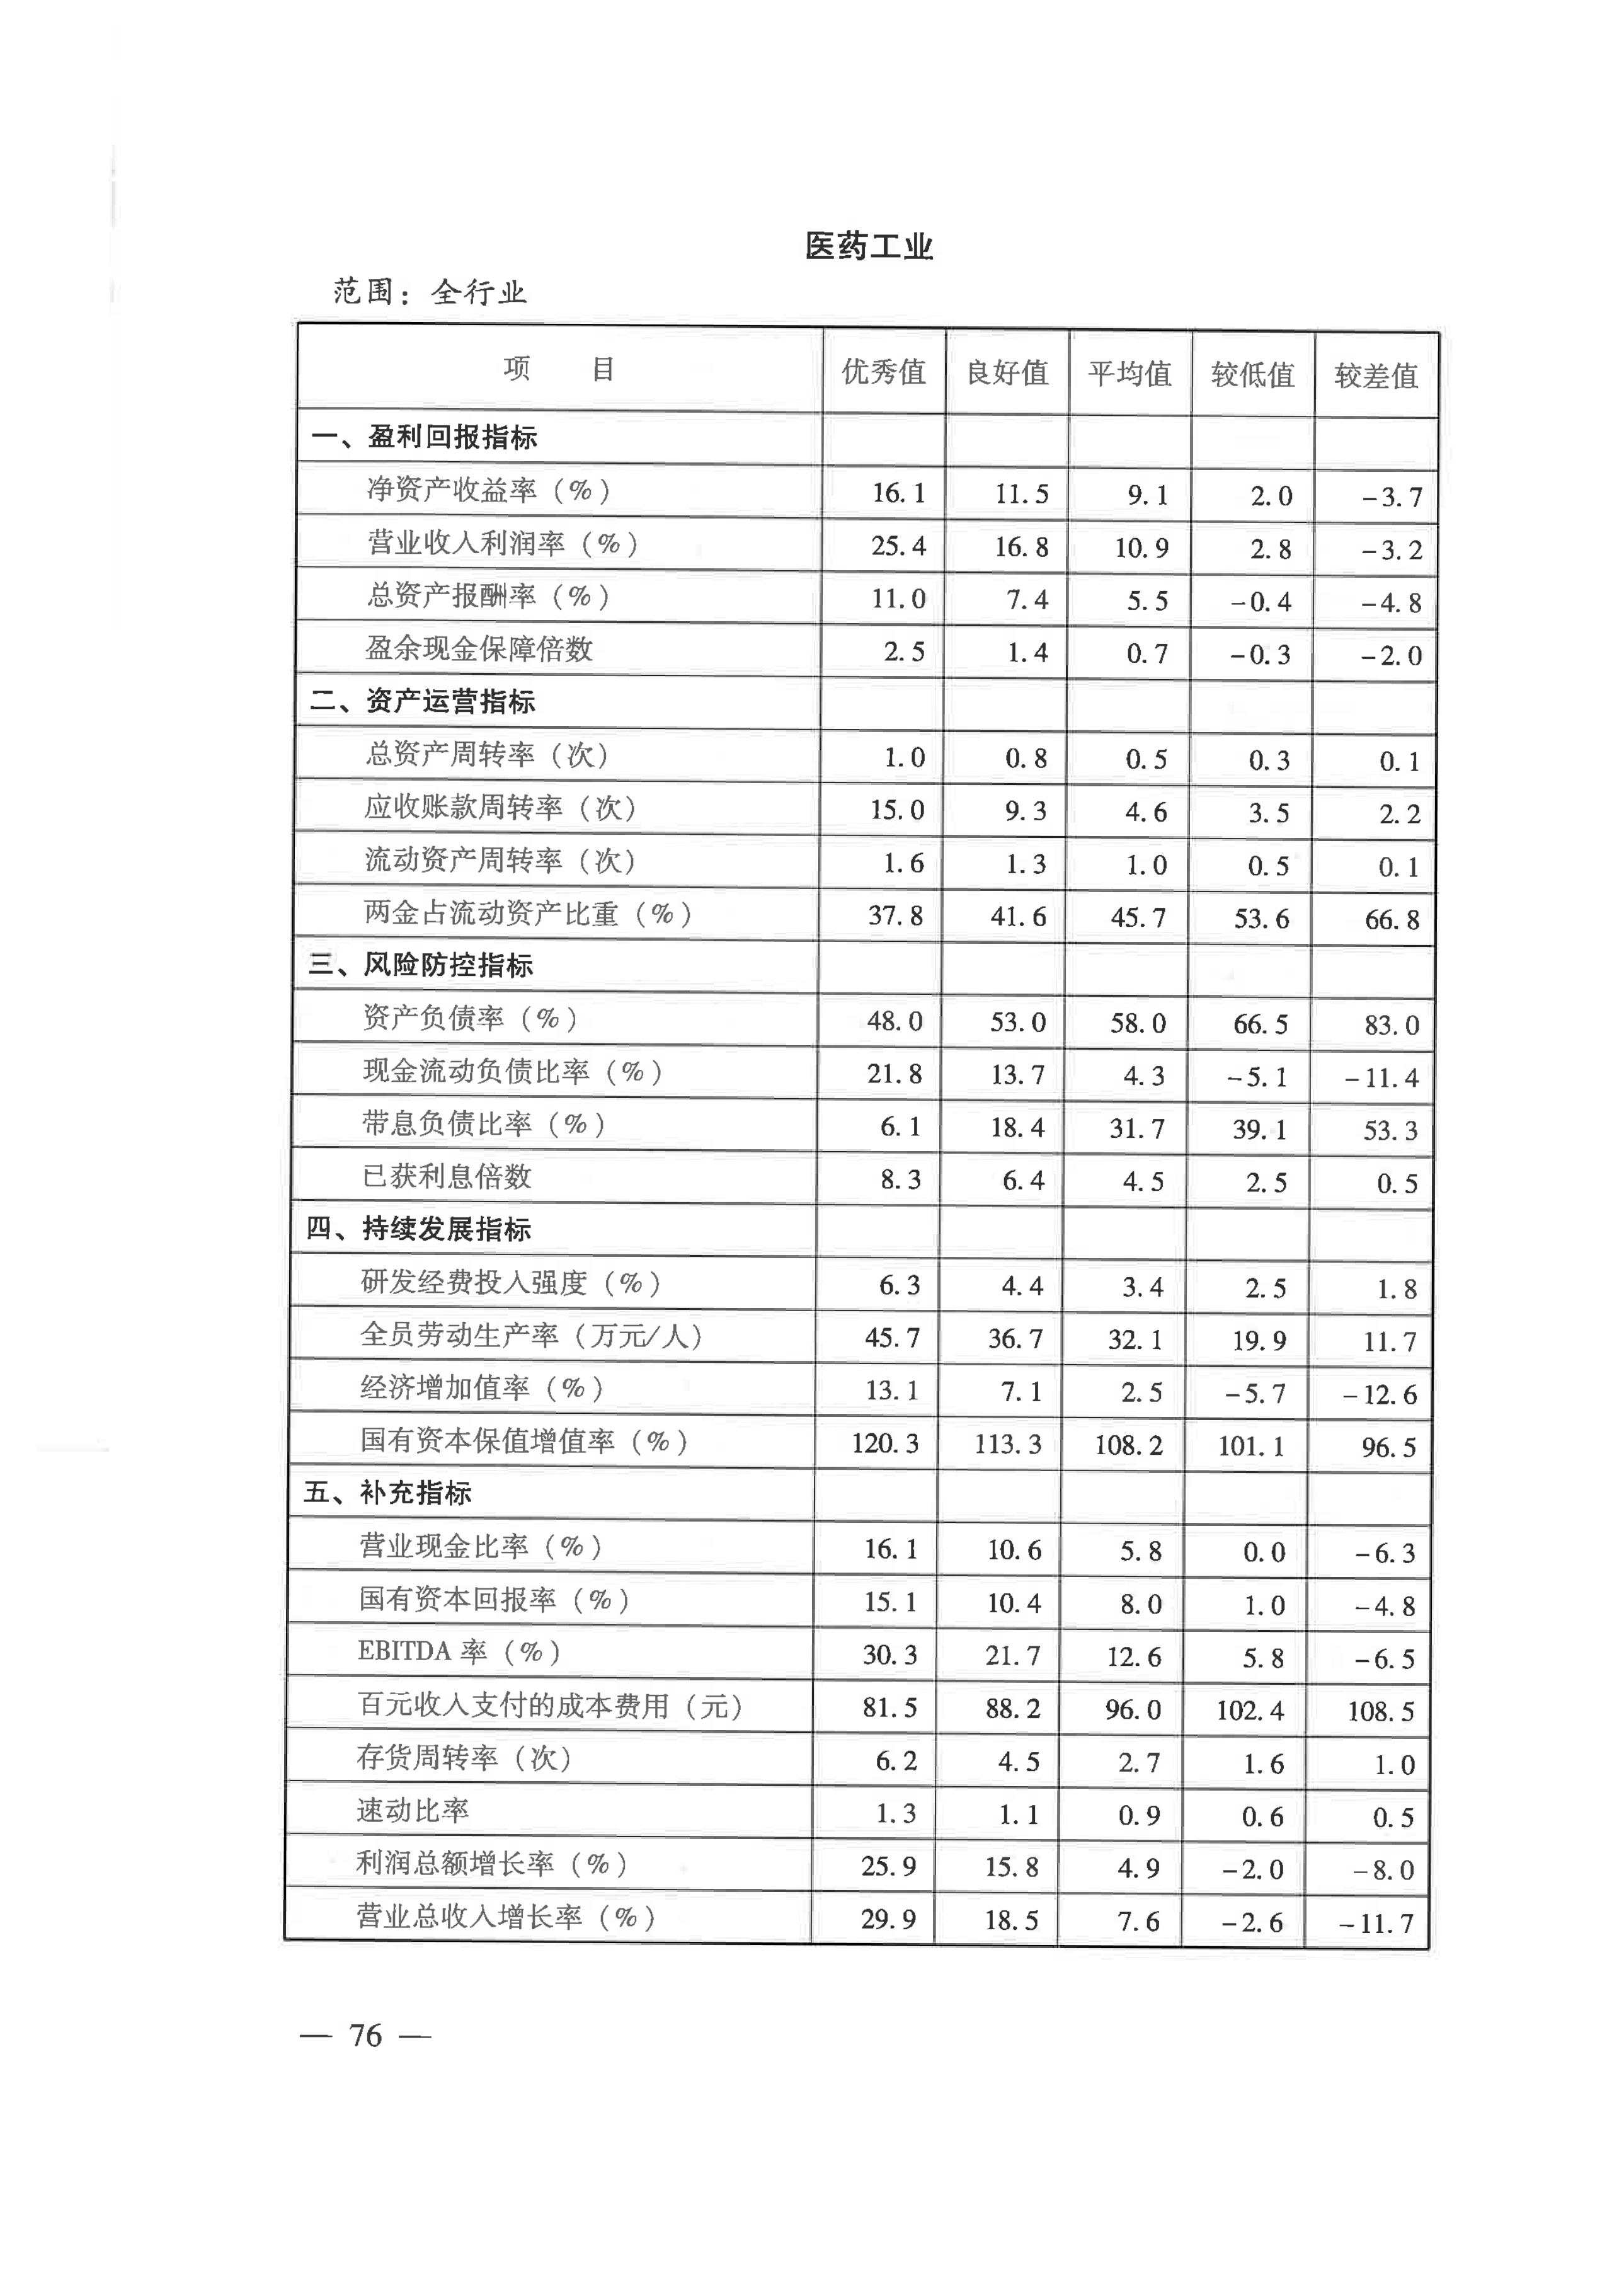 医药工业
范围：全行业
项 目 优秀值 良好值 平均值 较低值 较差值
一、盈利回报指标
净资产收益率（%） 16.1 11.5 9.1 2.0 -3.7
营业收入利润率（%） 25.4 16.8 10.9 2.8 -3.2
总资产报酬率（%） 11.0 7.4 5.5 -0.4 -4.8
盈余现金保障倍数 2.5 1.4 0.7 -0.3 -2.0
二、资产运营指标
总资产周转率（次） 1.0 0.8 0.5 0.3 0.1
应收账款周转率（次） 15.0 9.3 4.6 3.5 2.2
流动资产周转率（次） 1.6 1.3 1.0 0.5 0.1
两金占流动资产比重（%） 37.8 41.6 45.7 53.6 66.8
三、风险防控指标
资产负债率（%） 48.0 53.0 58.0 66.5 83.0
现金流动负债比率（%） 21.8 13.7 4.3 -5.1 -11.4
带息负债比率（%） 6.1 18.4 31.7 39.1 53.3
已获利息倍数 8.3 6.4 4.5 2.5 0.5
四、持续发展指标
研发经费投入强度（%） 6.3 4.4 3.4 2.5 1.8
全员劳动生产率（万元/人） 45.7 36.7 32.1 19.9 11.7
经济增加值率（%） 13.1 7.1 2.5 -5.7 -12.6
国有资本保值增值率（%） 120.3 113.3 108.2 101.1 96.5
五、补充指标
营业现金比率（%） 16.1 10.6 5.8 0.0 -6.3
国有资本回报率（%） 15.1 10.4 8.0 1.0 -4.8
EBITDA 率（%） 30.3 21.7 12.6 5.8 -6.5
百元收入支付的成本费用（元） 81.5 88.2 96.0 102.4 108.5
存货周转率（次） 6.2 4.5 2.7 1.6 1.0
速动比率 1.3 1.1 0.9 0.6 0.5
利润总额增长率（%） 25.9 15.8 4.9 -2.0 -8.0
营业总收入增长率（%） 29.9 18.5 7.6 -2.6 -11.7
— 76 —